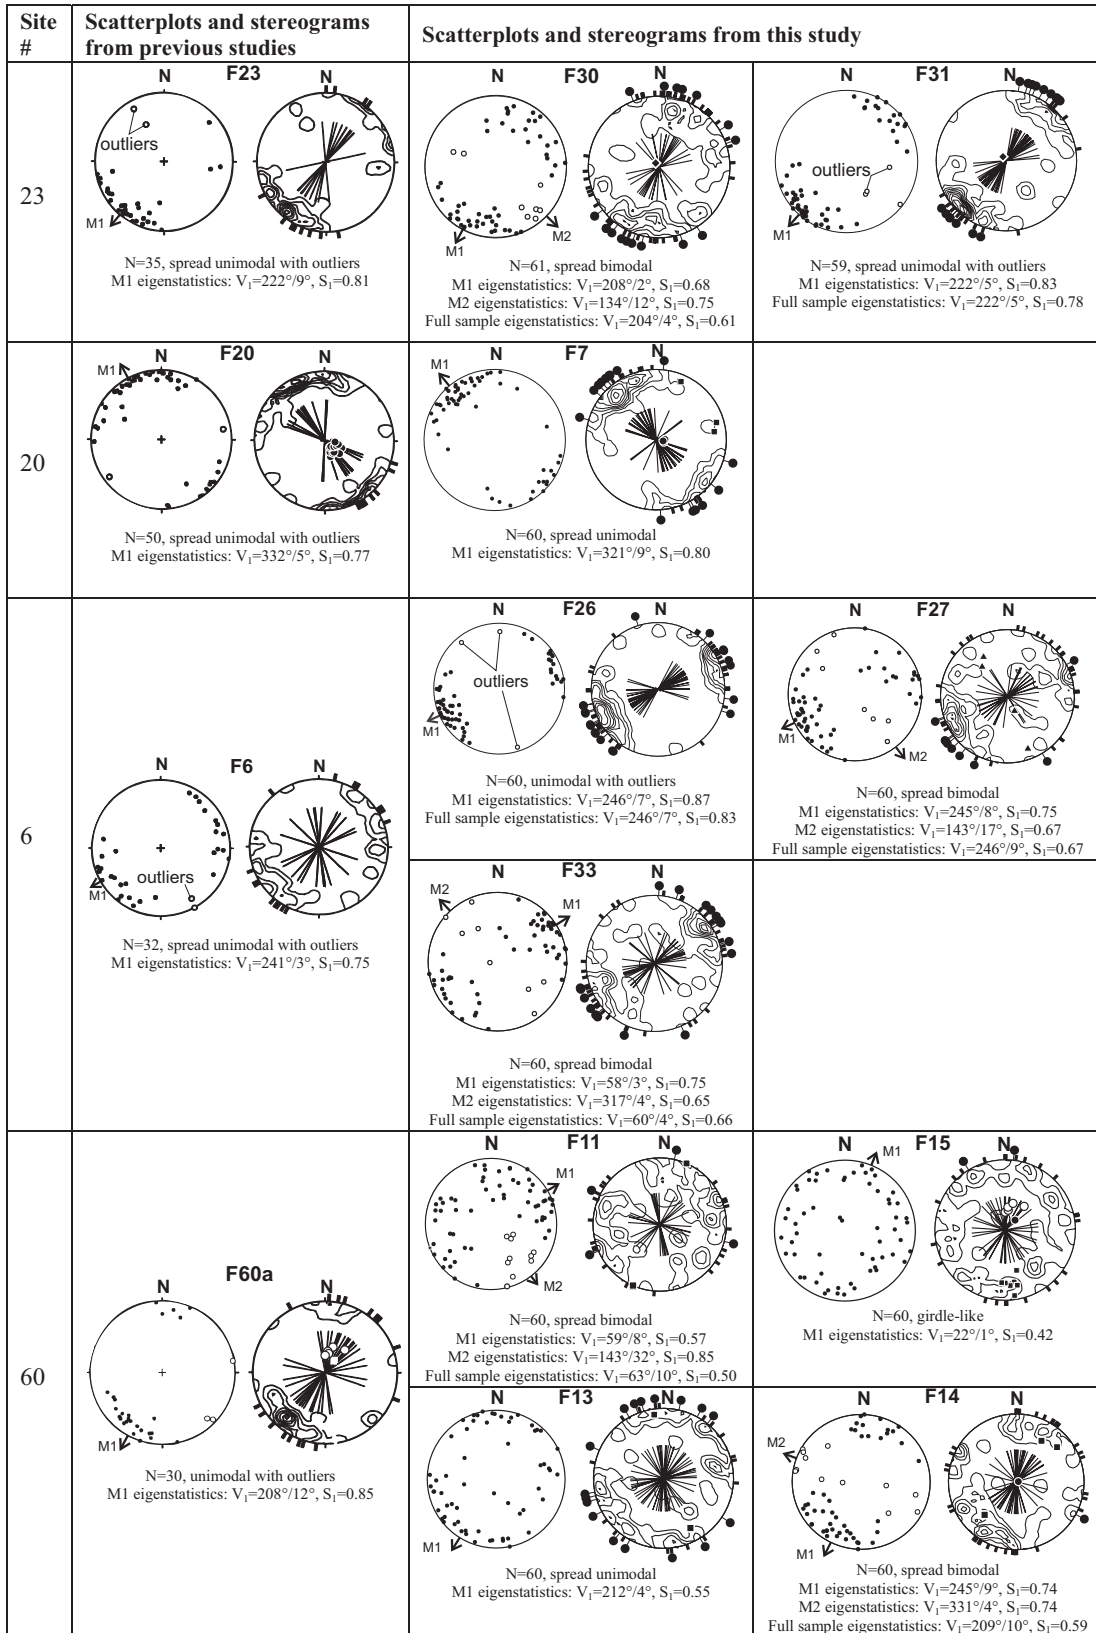 Site #
Scatterplots and stereograms from previous studies
Scatterplots and stereograms from this study
23
N F23 N
outliers
M1
N=35, spread unimodal with outliers
M1 eigenstatistics: V₁=222°/9°, S₁=0.81
N F30 N
M1
M2
N=61, spread bimodal
M1 eigenstatistics: V₁=208°/2°, S₁=0.68
M2 eigenstatistics: V₁=134°/12°, S₁=0.75
Full sample eigenstatistics: V₁=204°/4°, S₁=0.61
N F31 N
outliers
M1
N=59, spread unimodal with outliers
M1 eigenstatistics: V₁=222°/5°, S₁=0.83
Full sample eigenstatistics: V₁=222°/5°, S₁=0.78
20
N F20 N
M1
N=50, spread unimodal with outliers
M1 eigenstatistics: V₁=332°/5°, S₁=0.77
N F7 N
M1
N=60, spread unimodal
M1 eigenstatistics: V₁=321°/9°, S₁=0.80
6
N F6 N
outliers
M1
N=32, spread unimodal with outliers
M1 eigenstatistics: V₁=241°/3°, S₁=0.75
N F26 N
outliers
M1
N=60, unimodal with outliers
M1 eigenstatistics: V₁=246°/7°, S₁=0.87
Full sample eigenstatistics: V₁=246°/7°, S₁=0.83
N F27 N
M1
M2
N=60, spread bimodal
M1 eigenstatistics: V₁=245°/8°, S₁=0.75
M2 eigenstatistics: V₁=143°/17°, S₁=0.67
Full sample eigenstatistics: V₁=246°/9°, S₁=0.67
N F33 N
M2
M1
N=60, spread bimodal
M1 eigenstatistics: V₁=58°/3°, S₁=0.75
M2 eigenstatistics: V₁=317°/4°, S₁=0.65
Full sample eigenstatistics: V₁=60°/4°, S₁=0.66
60
N F60a N
M1
N=30, unimodal with outliers
M1 eigenstatistics: V₁=208°/12°, S₁=0.85
N F11 N
M1
M2
N=60, spread bimodal
M1 eigenstatistics: V₁=59°/8°, S₁=0.57
M2 eigenstatistics: V₁=143°/32°, S₁=0.85
Full sample eigenstatistics: V₁=63°/10°, S₁=0.50
N F15 N
M1
N=60, girdle-like
M1 eigenstatistics: V₁=22°/1°, S₁=0.42
N F13 N
M1
N=60, spread unimodal
M1 eigenstatistics: V₁=212°/4°, S₁=0.55
N F14 N
M2
M1
N=60, spread bimodal
M1 eigenstatistics: V₁=245°/9°, S₁=0.74
M2 eigenstatistics: V₁=331°/4°, S₁=0.74
Full sample eigenstatistics: V₁=209°/10°, S₁=0.59